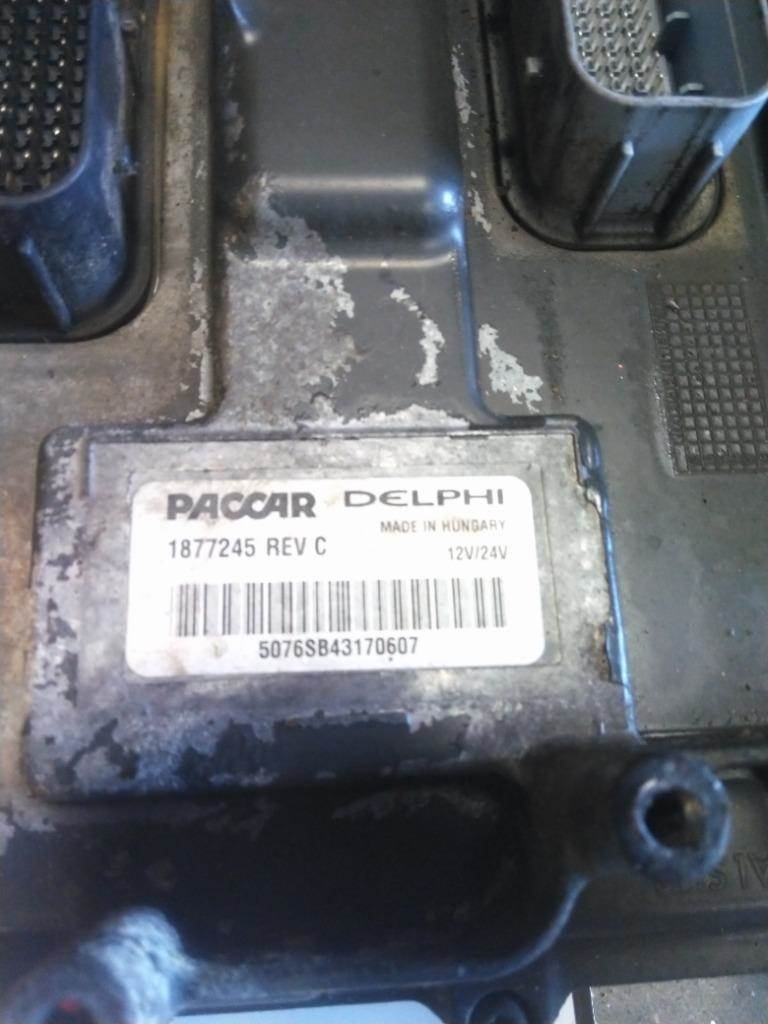 PACCAR DELPHI
MADE IN HUNGARY
1877245 REV C 12V/24V
5076SB43170607